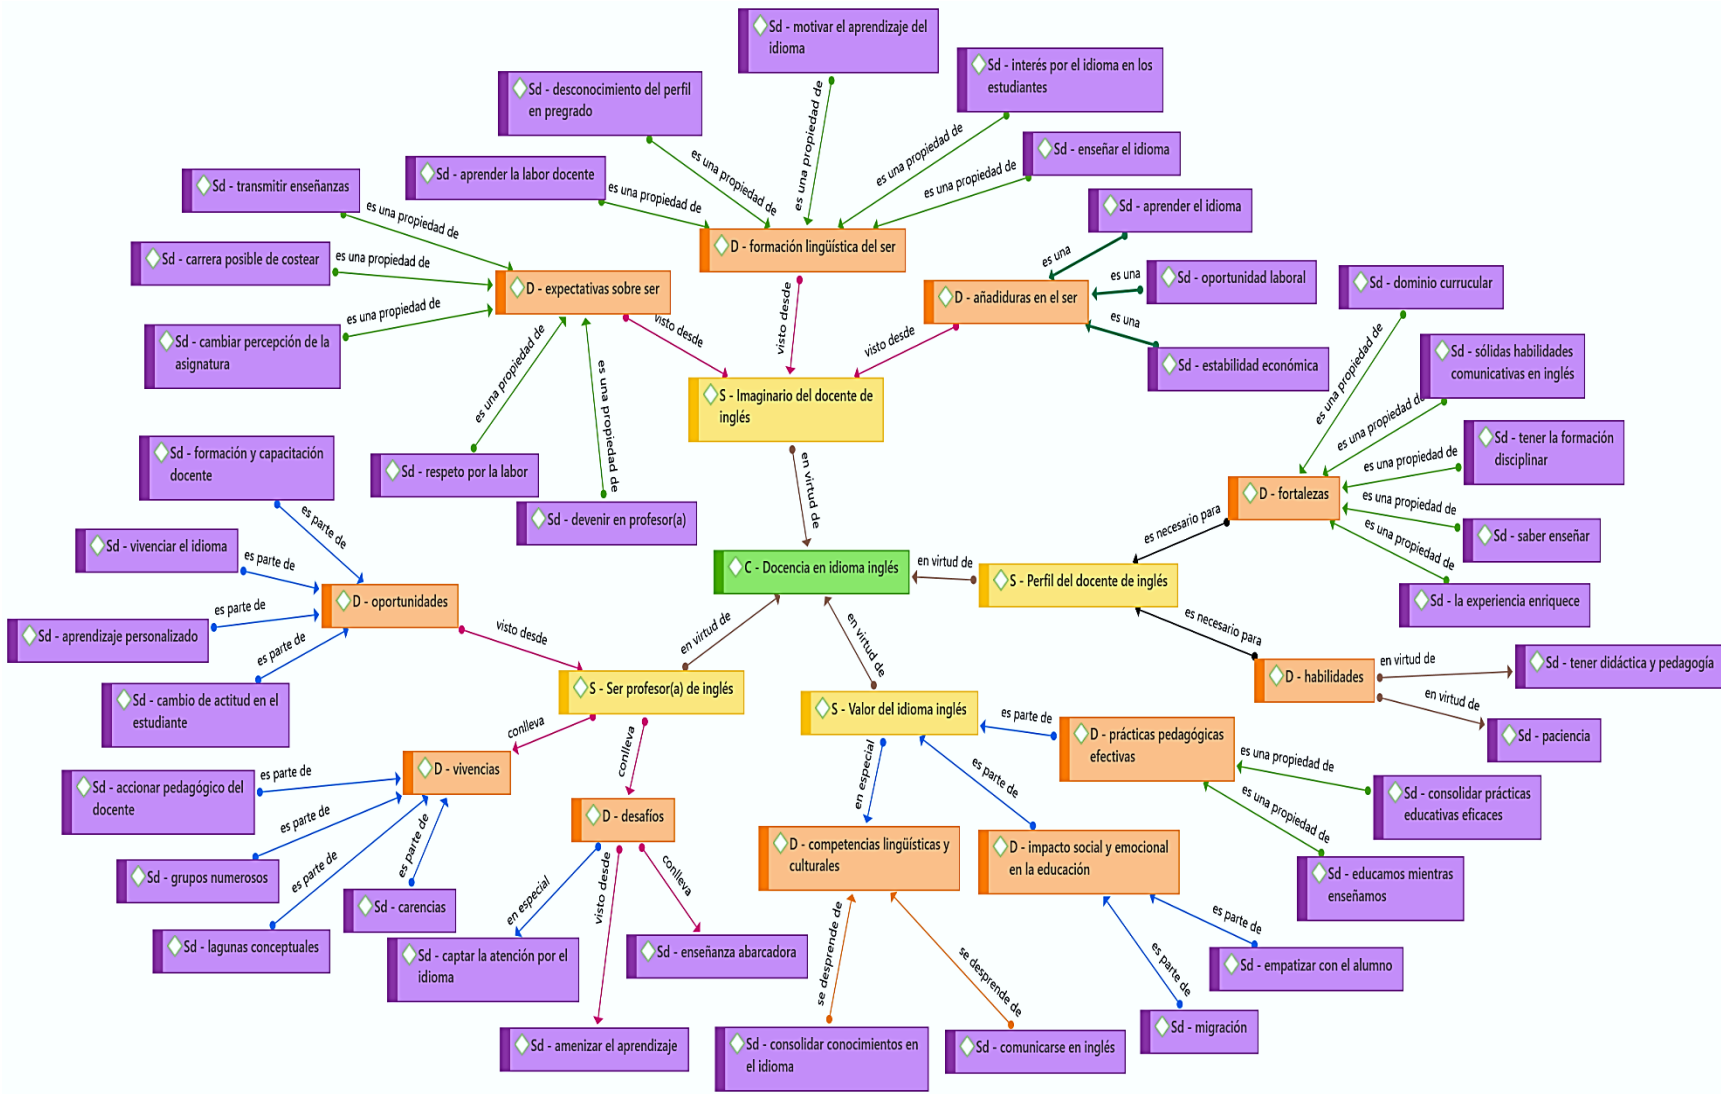 Sd - motivar el aprendizaje del
idioma
Sd - interés por el idioma en los
estudiantes
Sd - desconocimiento del perfil
en pregrado
Sd - enseñar el idioma
Sd - aprender la labor docente
Sd - transmitir enseñanzas
Sd - aprender el idioma
es una propiedad de
es una propiedad de
es una propiedad de
es una propiedad de
es una propiedad de
es una propiedad de
D - formación lingüística del ser
Sd - carrera posible de costear
es una propiedad de
D - expectativas sobre ser
es una
D - añadiduras en el ser
es una
Sd - oportunidad laboral
Sd - dominio currucular
es una propiedad de
Sd - cambiar percepción de la
asignatura
visto desde
visto desde
visto desde
es una
Sd - estabilidad económica
es una propiedad de
Sd - sólidas habilidades
comunicativas en inglés
es una propiedad de
es una propiedad de
S - Imaginario del docente de
inglés
es una propiedad de
Sd - tener la formación
disciplinar
Sd - formación y capacitación
docente
Sd - respeto por la labor
en virtud de
es una propiedad de
D - fortalezas
es una propiedad de
Sd - devenir en profesor(a)
es necesario para
es una propiedad de
Sd - saber enseñar
es parte de
Sd - vivenciar el idioma
es parte de
C - Docencia en idioma inglés
en virtud de
S - Perfil del docente de inglés
Sd - la experiencia enriquece
D - oportunidades
es parte de
Sd - aprendizaje personalizado
visto desde
en virtud de
en virtud de
es necesario para
es parte de
D - habilidades
en virtud de
Sd - tener didáctica y pedagogía
Sd - cambio de actitud en el
estudiante
S - Ser profesor(a) de inglés
S - Valor del idioma inglés
en virtud de
Sd - paciencia
conlleva
conlleva
es parte de
D - prácticas pedagógicas
efectivas
D - vivencias
en especial
es parte de
es una propiedad de
Sd - accionar pedagógico del
docente
es parte de
Sd - consolidar prácticas
educativas eficaces
es una propiedad de
es parte de
es parte de
es parte de
D - desafíos
D - competencias lingüísticas y
culturales
D - impacto social y emocional
en la educación
Sd - grupos numerosos
Sd - educamos mientras
enseñamos
Sd - carencias
en especial
visto desde
conlleva
Sd - lagunas conceptuales
Sd - captar la atención por el
idioma
Sd - enseñanza abarcadora
se desprende de
se desprende de
es parte de
es parte de
Sd - empatizar con el alumno
Sd - migración
Sd - amenizar el aprendizaje
Sd - consolidar conocimientos en
el idioma
Sd - comunicarse en inglés